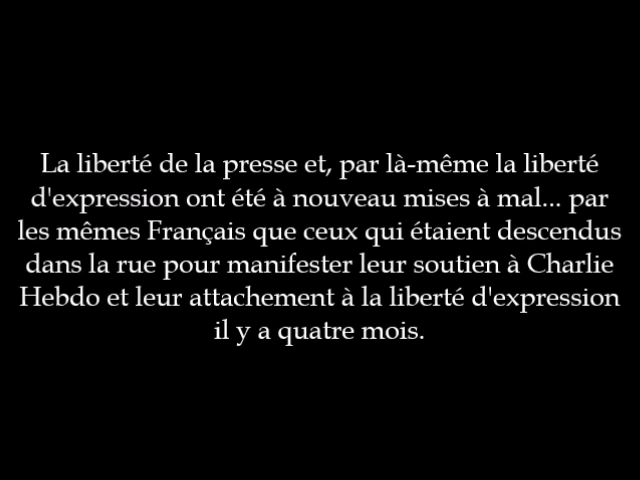 La liberté de la presse et, par là-même la liberté
d'expression ont été à nouveau mises à mal... par
les mêmes Français que ceux qui étaient descendus
dans la rue pour manifester leur soutien à Charlie
Hebdo et leur attachement à la liberté d'expression
il y a quatre mois.